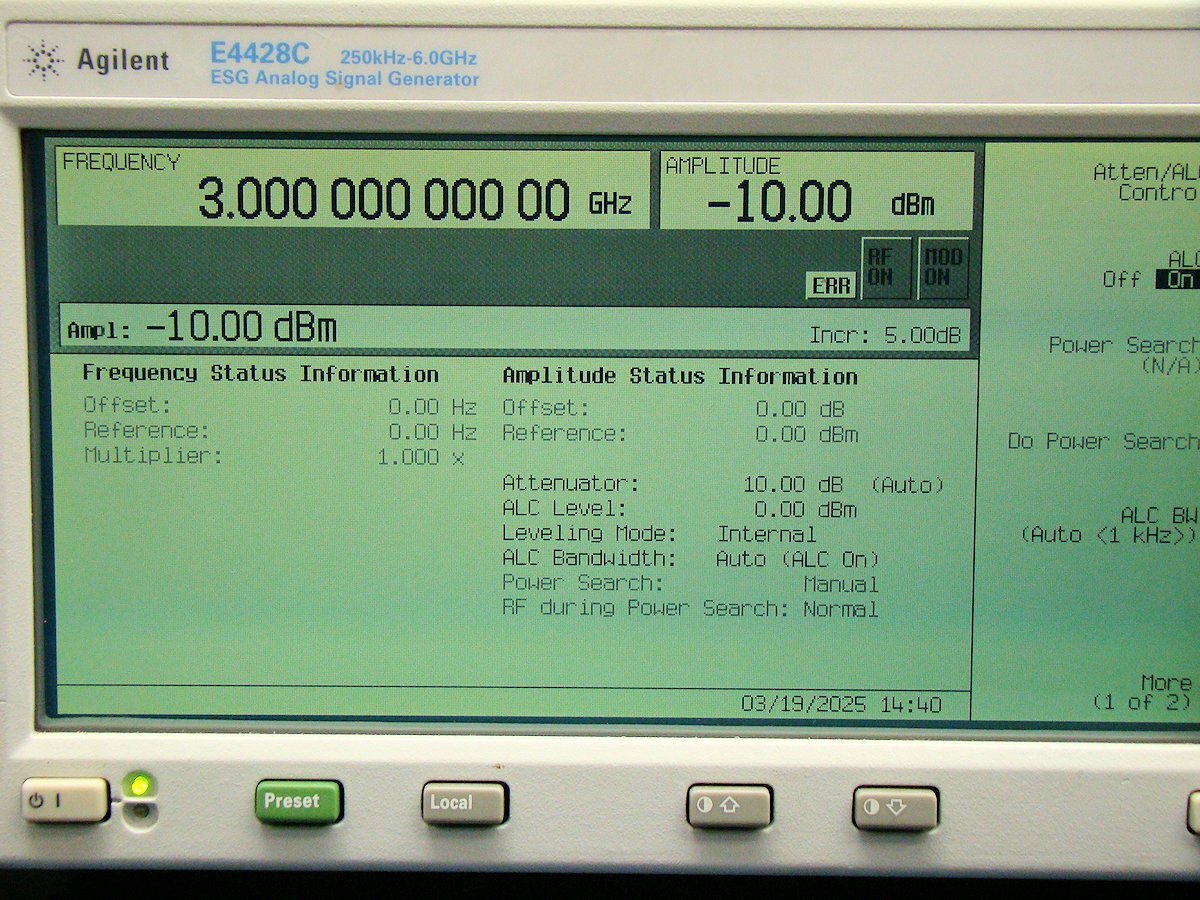 Agilent
E4428C 250kHz-6.0GHz
ESG Analog Signal Generator
FREQUENCY
3.000 000 000 00 GHz
AMPLITUDE
-10.00 dBm
ERR
RF
ON
MOD
ON
Ampl: -10.00 dBm
Incr: 5.00dB
Frequency Status Information
Offset: 0.00 Hz
Reference: 0.00 Hz
Multiplier: 1.000 x
Amplitude Status Information
Offset: 0.00 dB
Reference: 0.00 dBm
Attenuator: 10.00 dB (Auto)
ALC Level: 0.00 dBm
Leveling Mode: Internal
ALC Bandwidth: Auto (ALC On)
Power Search: Manual
RF during Power Search: Normal
03/19/2025 14:40
Atten/ALC
Contro
ALC
Off On
Power Search
(N/A)
Do Power Search
ALC BW
(Auto <1 kHz>)
More
(1 of 2)
Preset
Local